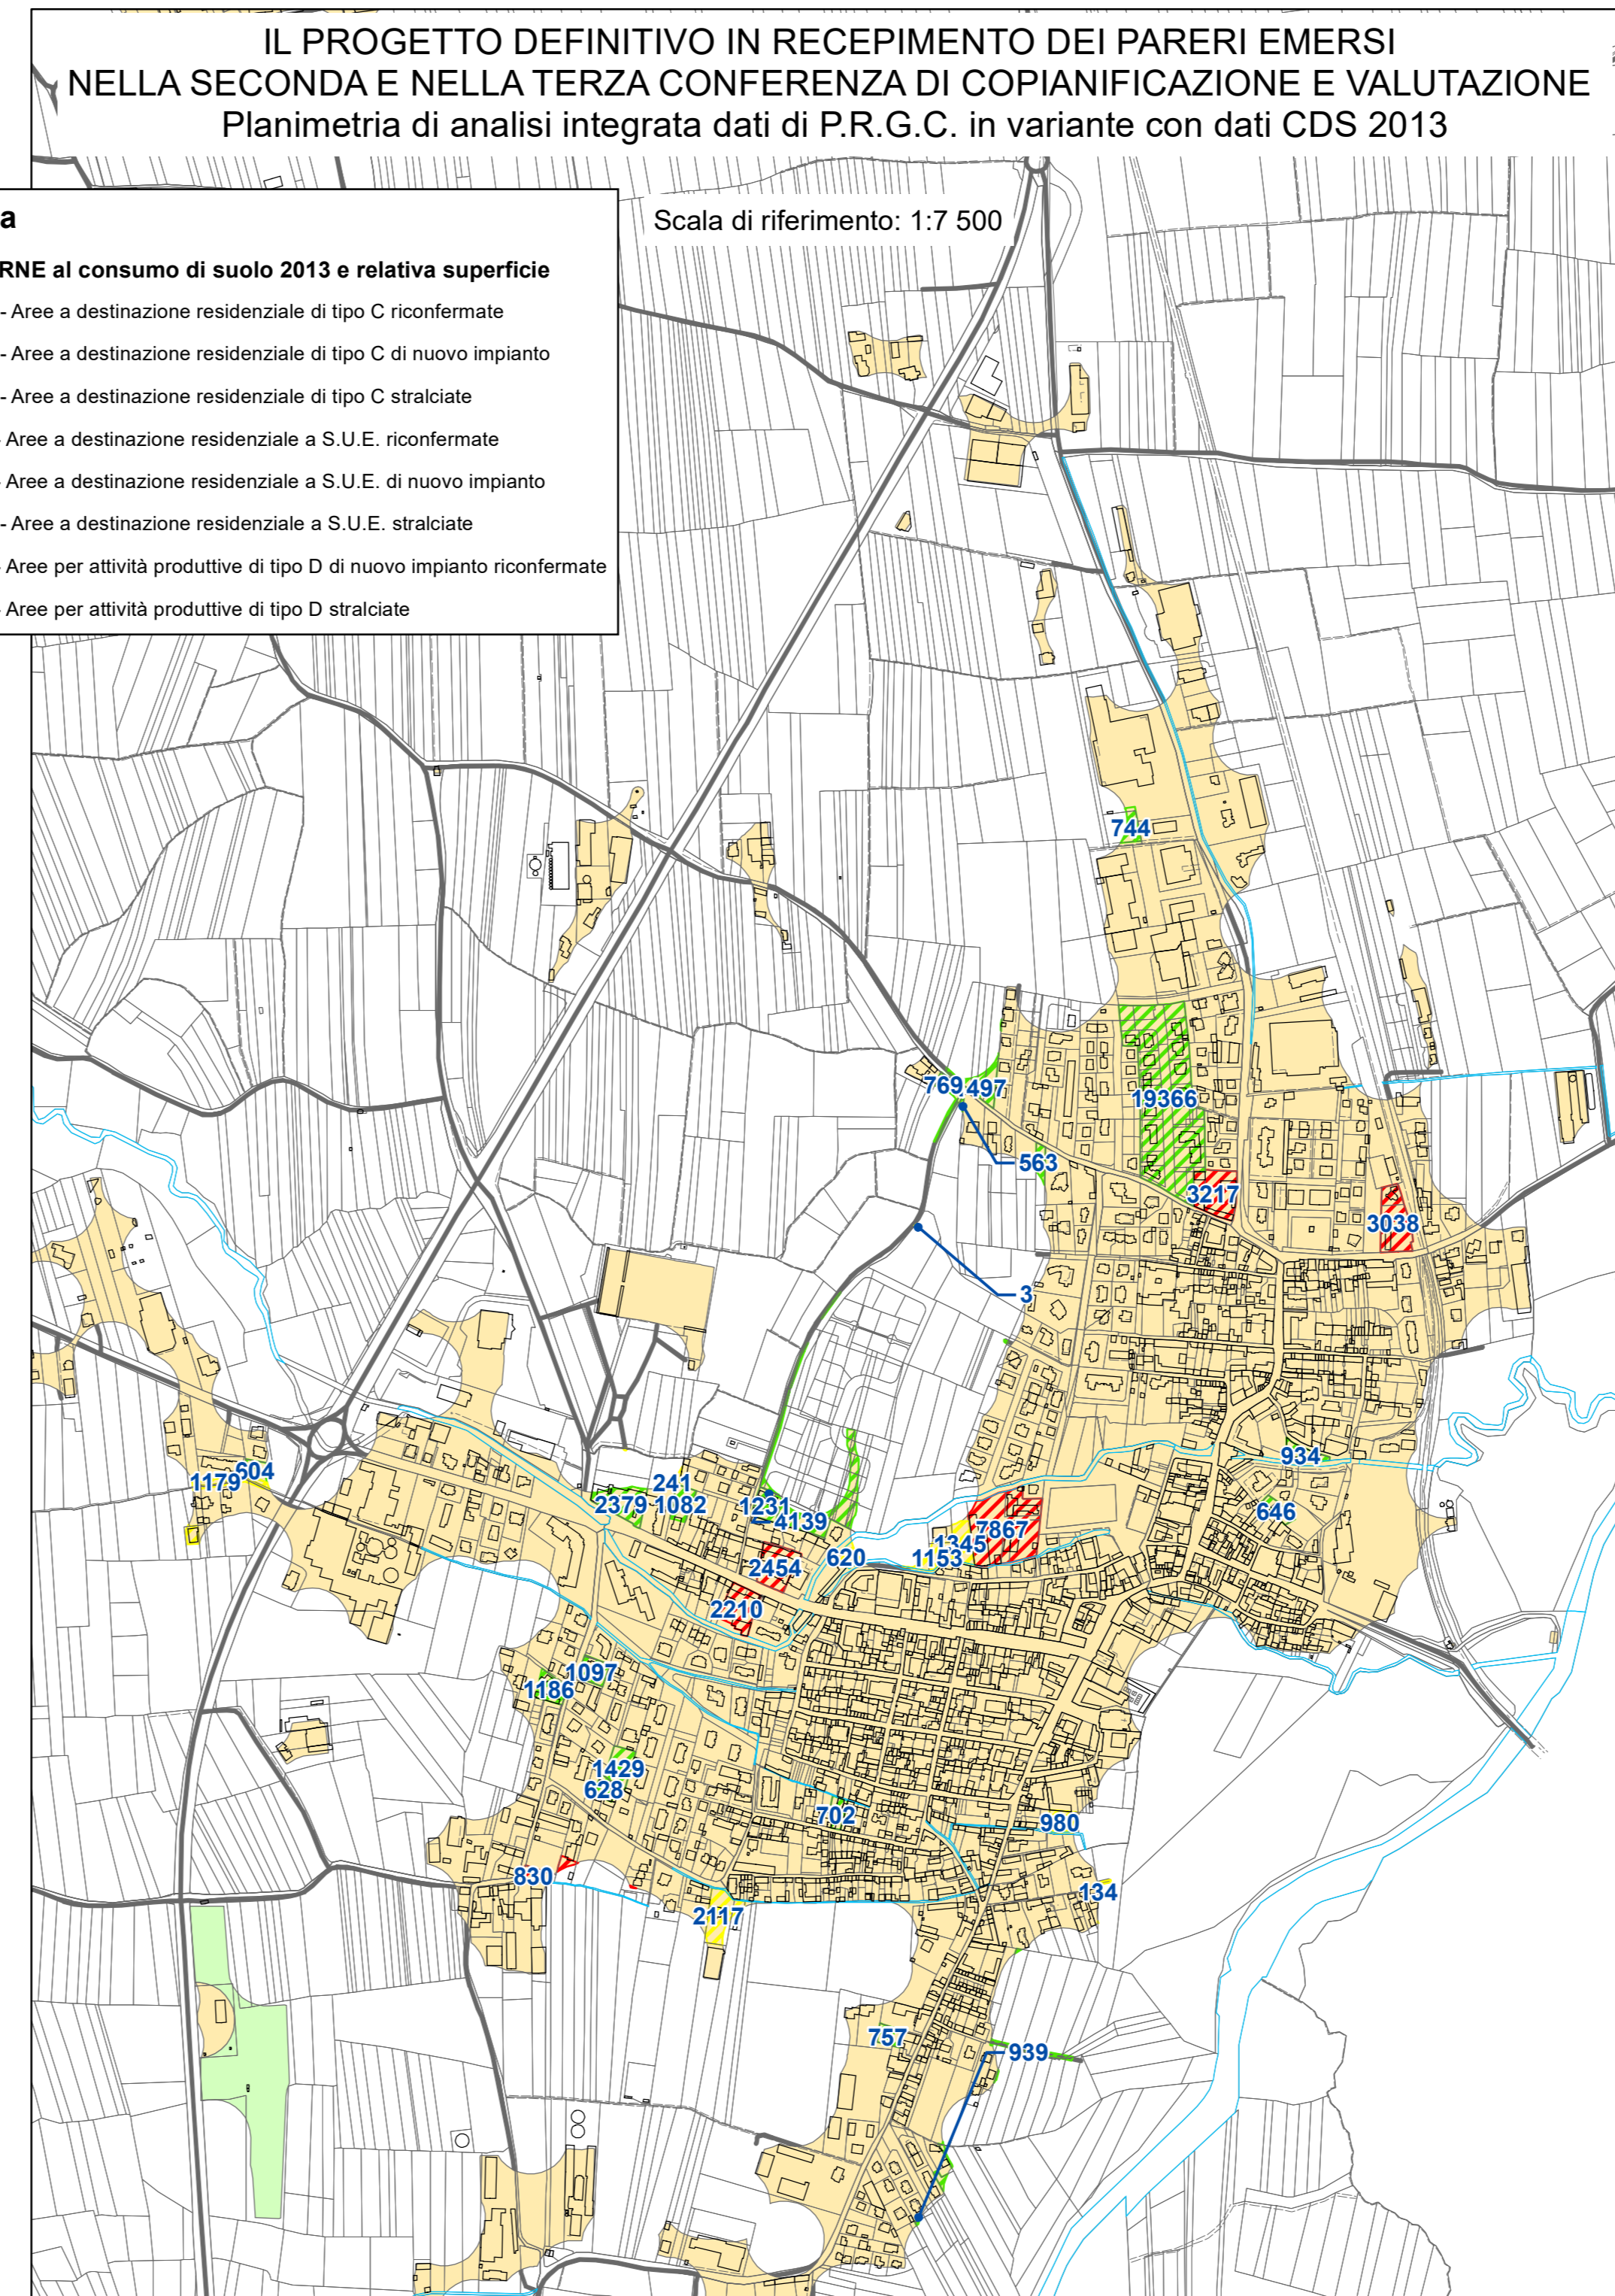 IL PROGETTO DEFINITIVO IN RECEPIMENTO DEI PARERI EMERSI
NELLA SECONDA E NELLA TERZA CONFERENZA DI COPIANIFICAZIONE E VALUTAZIONE
Planimetria di analisi integrata dati di P.R.G.C. in variante con dati CDS 2013
Scala di riferimento: 1:7 500
a
RNE al consumo di suolo 2013 e relativa superficie
- Aree a destinazione residenziale di tipo C riconfermate
- Aree a destinazione residenziale di tipo C di nuovo impianto
- Aree a destinazione residenziale di tipo C stralciate
- Aree a destinazione residenziale a S.U.E. riconfermate
- Aree a destinazione residenziale a S.U.E. di nuovo impianto
- Aree a destinazione residenziale a S.U.E. stralciate
- Aree per attività produttive di tipo D di nuovo impianto riconfermate
- Aree per attività produttive di tipo D stralciate
744
769
497
19366
563
3217
3038
3
934
604
1179
241
2379
1082
1231
4139
646
7867
1345
1153
620
2454
2210
1097
1186
1429
628
702
980
830
134
2117
757
939